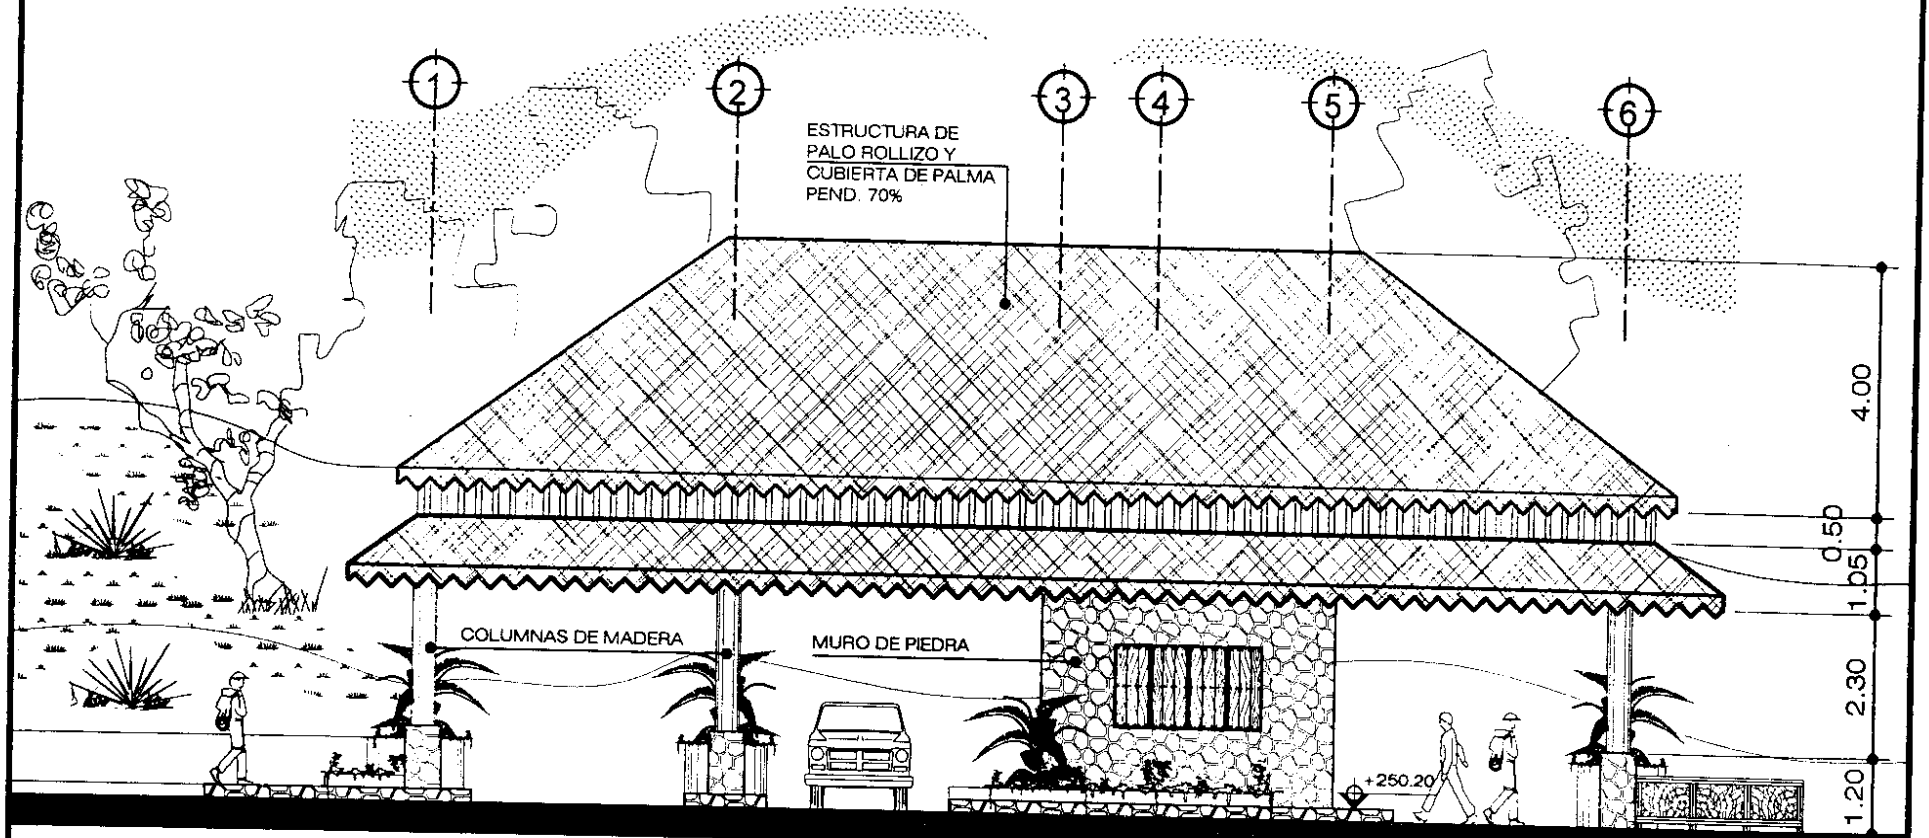 1
2
3
4
5
6
ESTRUCTURA DE
PALO ROLLIZO Y
CUBIERTA DE PALMA
PEND. 70%
4.00
0.50
1.05
COLUMNAS DE MADERA
MURO DE PIEDRA
2.30
+250.20
1.20